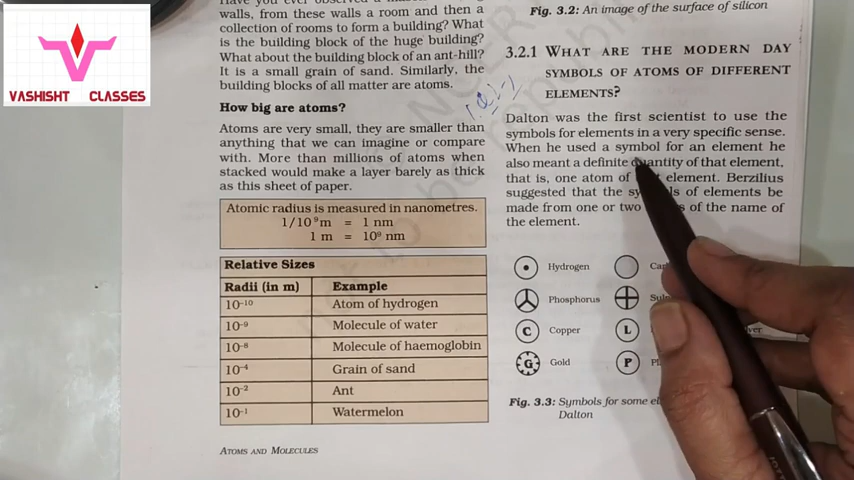 VASHISHT CLASSES
walls, from these walls a room and then a
collection of rooms to form a building? What
is the building block of the huge building?
What about the building block of an ant-hill?
It is a small grain of sand. Similarly, the
building blocks of all matter are atoms.
How big are atoms?
Atoms are very small, they are smaller than
anything that we can imagine or compare
with. More than millions of atoms when
stacked would make a layer barely as thick
as this sheet of paper.
Atomic radius is measured in nanometres.
1/10⁹ m = 1 nm
1 m = 10⁹ nm
Relative Sizes
Radii (in m) Example
10⁻¹⁰ Atom of hydrogen
10⁻⁹ Molecule of water
10⁻⁸ Molecule of haemoglobin
10⁻⁴ Grain of sand
10⁻² Ant
10⁻¹ Watermelon
ATOMS AND MOLECULES
Fig. 3.2: An image of the surface of silicon
3.2.1 WHAT ARE THE MODERN DAY
SYMBOLS OF ATOMS OF DIFFERENT
ELEMENTS?
Dalton was the first scientist to use the
symbols for elements in a very specific sense.
When he used a symbol for an element he
also meant a definite quantity of that element,
that is, one atom of element. Berzilius
suggested that the of elements be
made from one or two of the name of
the element.
Hydrogen
Phosphorus
C Copper L
G Gold P
Fig. 3.3: Symbols for some
Dalton